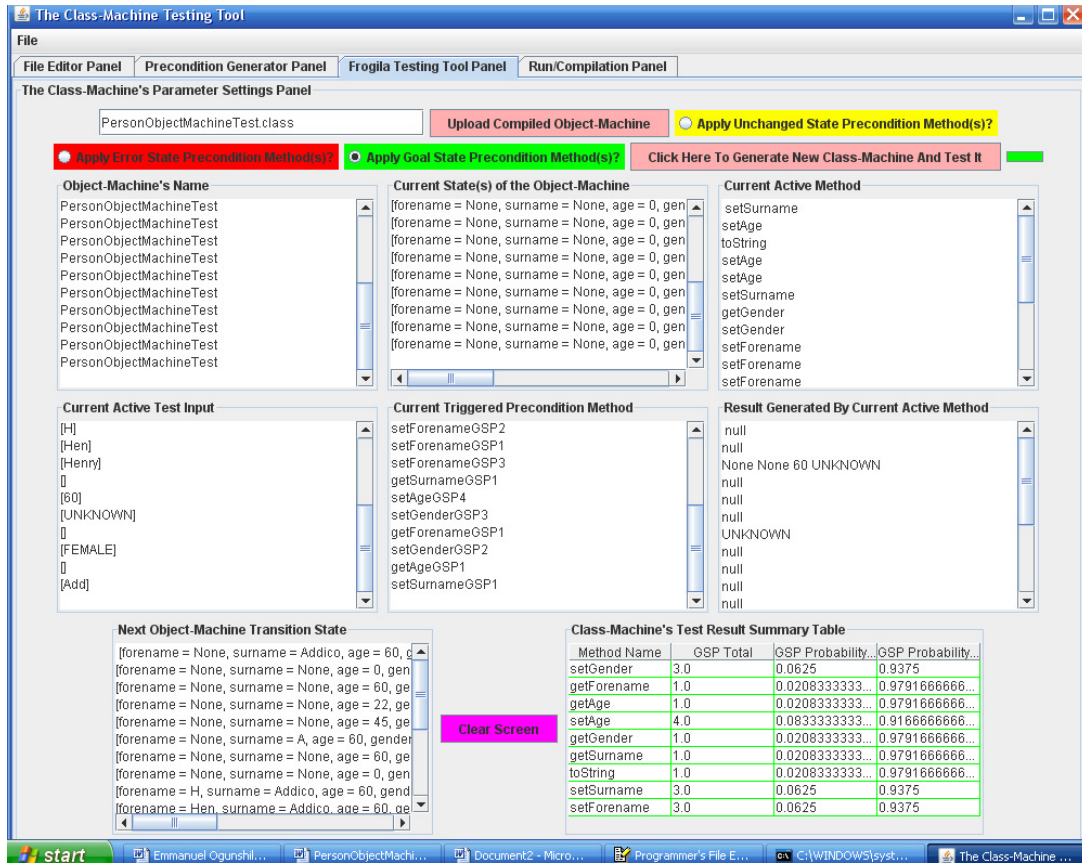 The Class-Machine Testing Tool
File
File Editor Panel Precondition Generator Panel Frogila Testing Tool Panel Run/Compilation Panel
The Class-Machine's Parameter Settings Panel
PersonObjectMachineTest.class Upload Compiled Object-Machine Apply Unchanged State Precondition Method(s)?
Apply Error State Precondition Method(s)? Apply Goal State Precondition Method(s)? Click Here To Generate New Class-Machine And Test It
Object-Machine's Name
PersonObjectMachineTest
PersonObjectMachineTest
PersonObjectMachineTest
PersonObjectMachineTest
PersonObjectMachineTest
PersonObjectMachineTest
PersonObjectMachineTest
PersonObjectMachineTest
PersonObjectMachineTest
PersonObjectMachineTest
Current State(s) of the Object-Machine
[forename = None, surname = None, age = 0, gen
[forename = None, surname = None, age = 0, gen
[forename = None, surname = None, age = 0, gen
[forename = None, surname = None, age = 0, gen
[forename = None, surname = None, age = 0, gen
[forename = None, surname = None, age = 0, gen
[forename = None, surname = None, age = 0, gen
[forename = None, surname = None, age = 0, gen
[forename = None, surname = None, age = 0, gen
Current Active Method
setSurname
setAge
toString
setAge
setAge
setSurname
getGender
setGender
setForename
setForename
setForename
Current Active Test Input
[H]
[Hen]
[Henry]
[]
[60]
[UNKNOWN]
[]
[FEMALE]
[]
[Add]
Current Triggered Precondition Method
setForenameGSP2
setForenameGSP1
setForenameGSP3
getSurnameGSP1
setAgeGSP4
setGenderGSP3
getForenameGSP1
setGenderGSP2
getAgeGSP1
setSurnameGSP1
Result Generated By Current Active Method
null
null
None None 60 UNKNOWN
null
null
null
UNKNOWN
null
null
null
null
Next Object-Machine Transition State
[forename = None, surname = Addico, age = 60, g
[forename = None, surname = None, age = 0, gen
[forename = None, surname = None, age = 60, ge
[forename = None, surname = None, age = 22, ge
[forename = None, surname = None, age = 45, ge
[forename = None, surname = A, age = 60, gender
[forename = None, surname = None, age = 60, ge
[forename = None, surname = None, age = 0, gen
[forename = H, surname = Addico, age = 60, gend
[forename = Hen, surname = Addico, age = 60, ge
Clear Screen
Class-Machine's Test Result Summary Table
Method Name GSP Total GSP Probability... GSP Probability...
setGender 3.0 0.0625 0.9375
getForename 1.0 0.0208333333... 0.9791666666...
getAge 1.0 0.0208333333... 0.9791666666...
setAge 4.0 0.0833333333... 0.9166666666...
getGender 1.0 0.0208333333... 0.9791666666...
getSurname 1.0 0.0208333333... 0.9791666666...
toString 1.0 0.0208333333... 0.9791666666...
setSurname 3.0 0.0625 0.9375
setForename 3.0 0.0625 0.9375
start Emmanuel Ogunshil... PersonObjectMachi... Document2 - Micro... Programmer's File E... C:\WINDOWS\syst... The Class-Machine ...